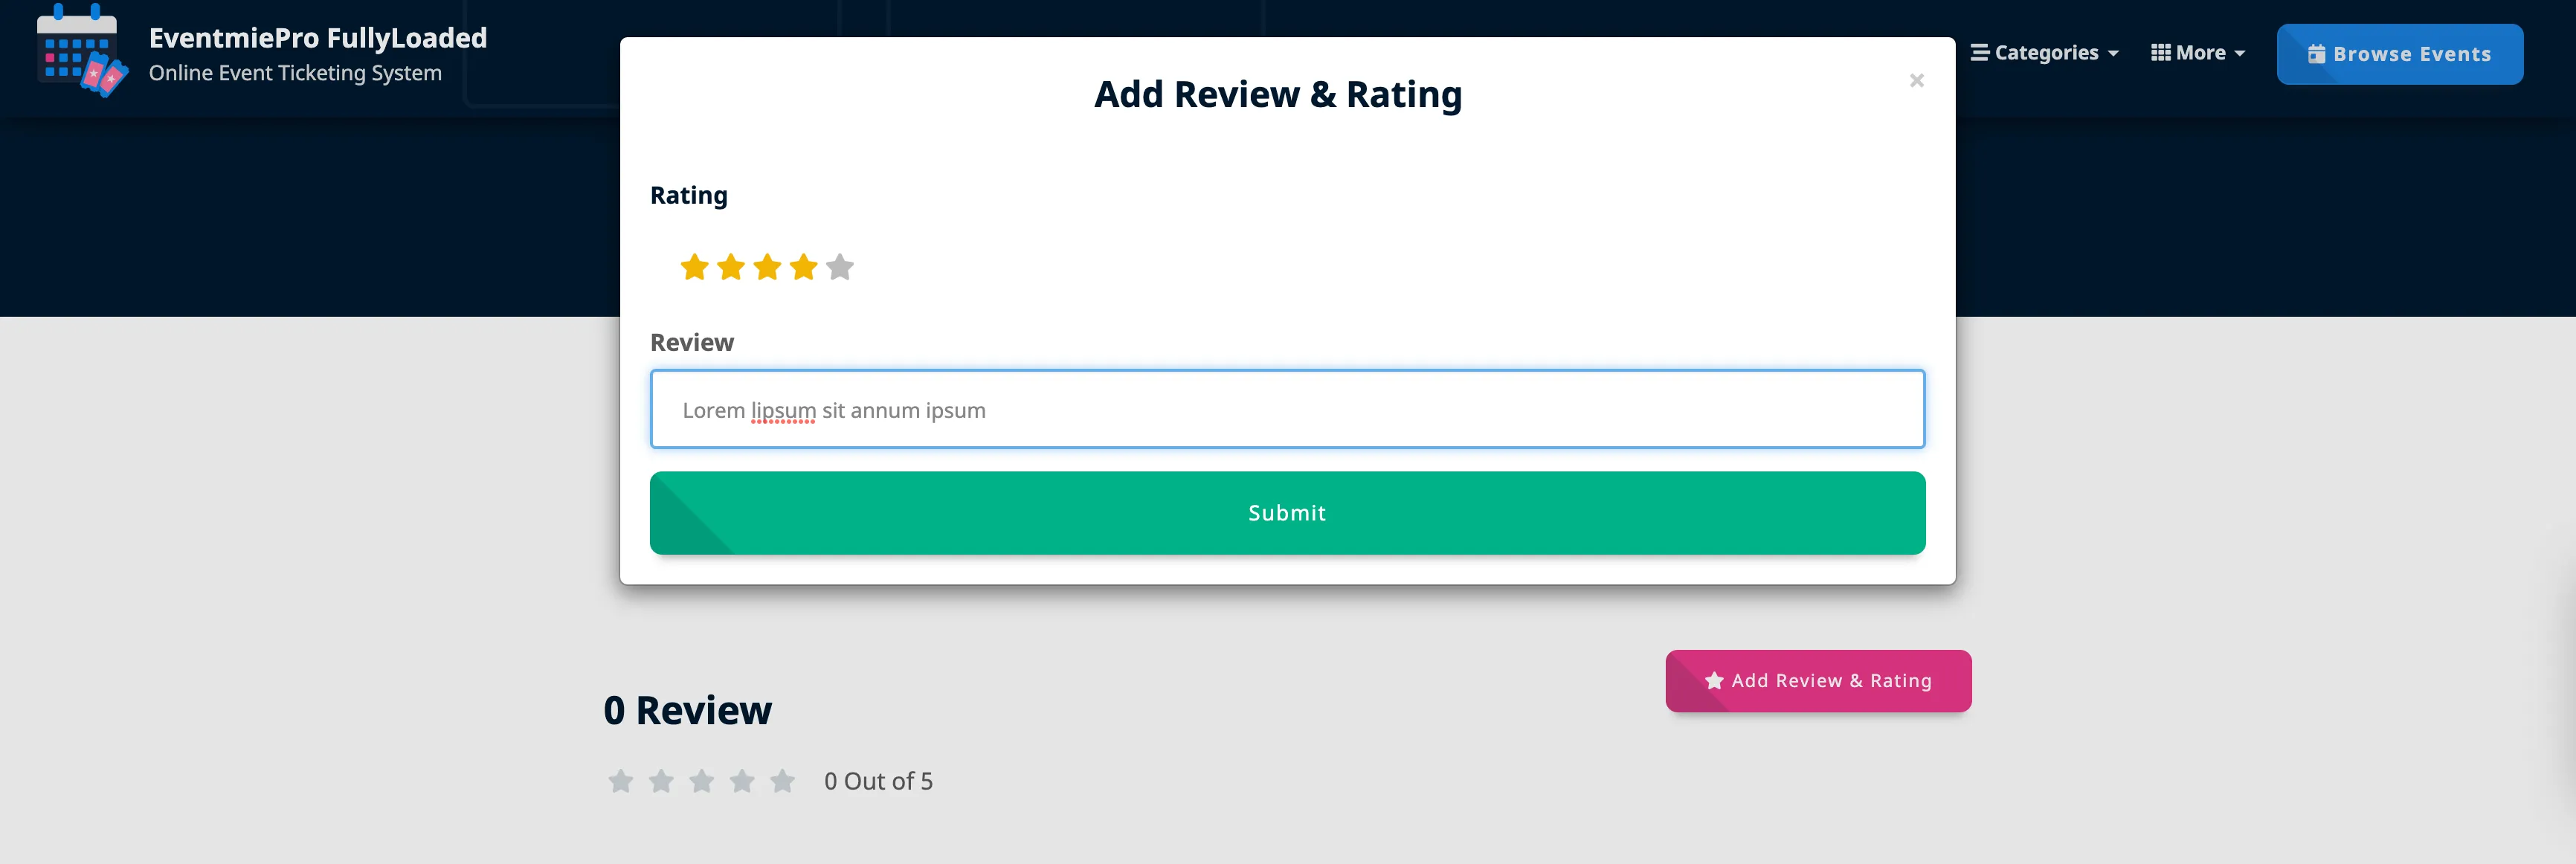 EventmiePro FullyLoaded
Online Event Ticketing System
Categories
More
Browse Events
Add Review & Rating
×
Rating
Review
Lorem lipsum sit annum ipsum
Submit
Add Review & Rating
0 Review
0 Out of 5